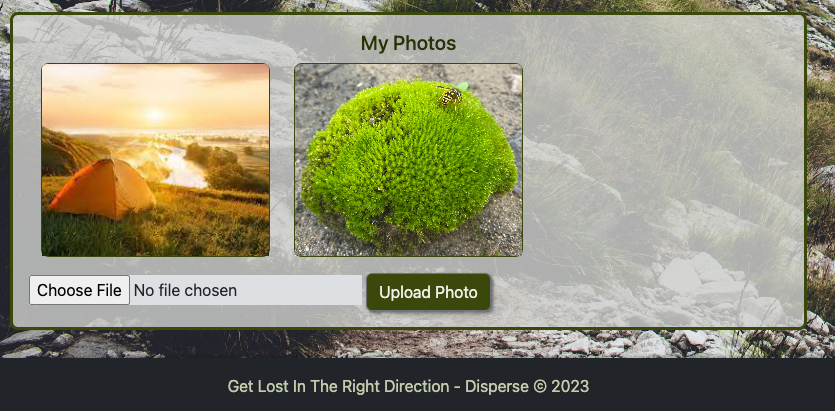 My Photos
Choose File No file chosen
Upload Photo
Get Lost In The Right Direction - Disperse © 2023